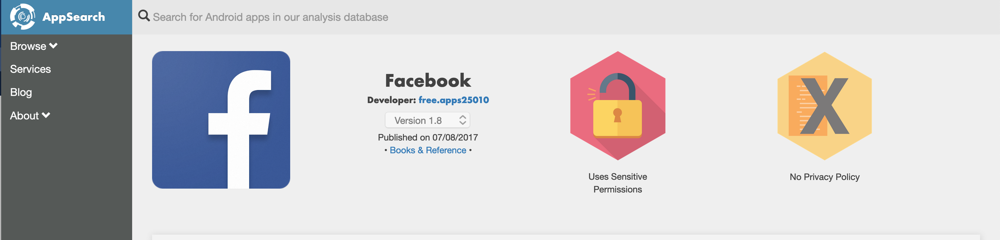 AppSearch
Search for Android apps in our analysis database
Browse
Services
Blog
About
Facebook
Developer: free.apps25010
Version 1.8
Published on 07/08/2017
• Books & Reference •
Uses Sensitive
Permissions
No Privacy Policy